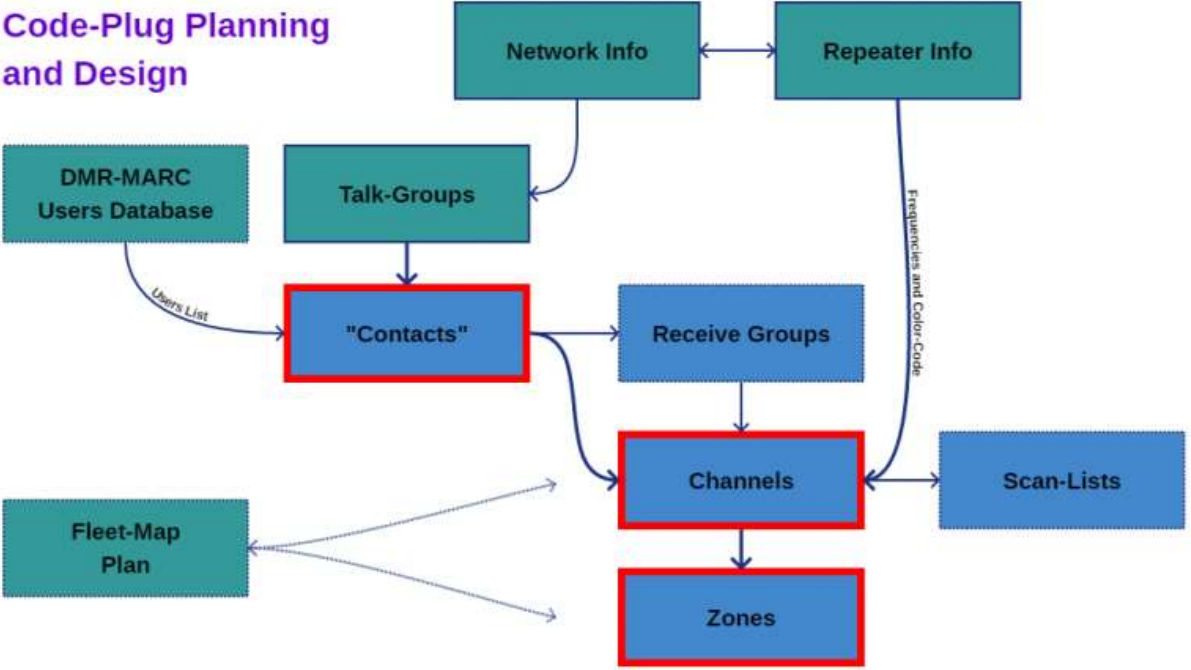 Code-Plug Planning
and Design
Network Info
Repeater Info
DMR-MARC
Users Database
Talk-Groups
Users List
"Contacts"
Receive Groups
Frequencies and Color-Code
Channels
Scan-Lists
Fleet-Map
Plan
Zones